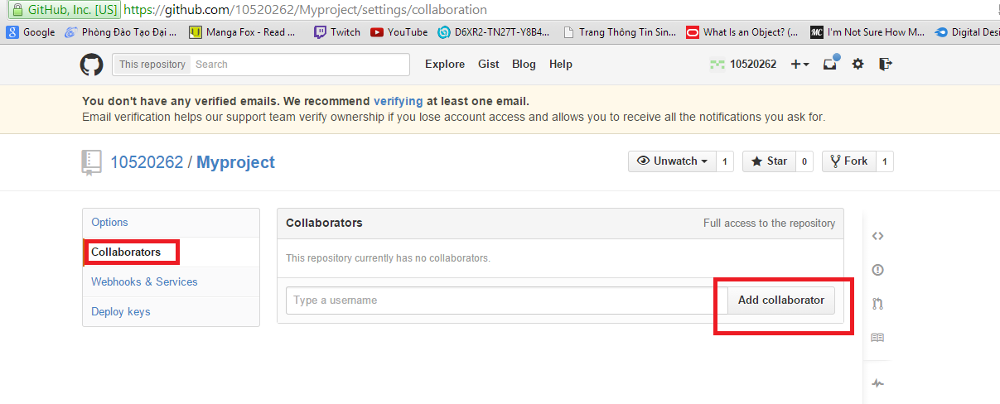 GitHub, Inc. [US] https://github.com/10520262/Myproject/settings/collaboration
Google Phòng Đào Tạo Đại ... Manga Fox - Read ... Twitch YouTube D6XR2-TN27T-Y8B4... Trang Thông Tin Sin... What Is an Object? (... I'm Not Sure How M... Digital Desi
This repository Search Explore Gist Blog Help 10520262
You don't have any verified emails. We recommend verifying at least one email.
Email verification helps our support team verify ownership if you lose account access and allows you to receive all the notifications you ask for.
10520262 / Myproject Unwatch 1 Star 0 Fork 1
Options
Collaborators
Webhooks & Services
Deploy keys
Collaborators Full access to the repository
This repository currently has no collaborators.
Type a username Add collaborator